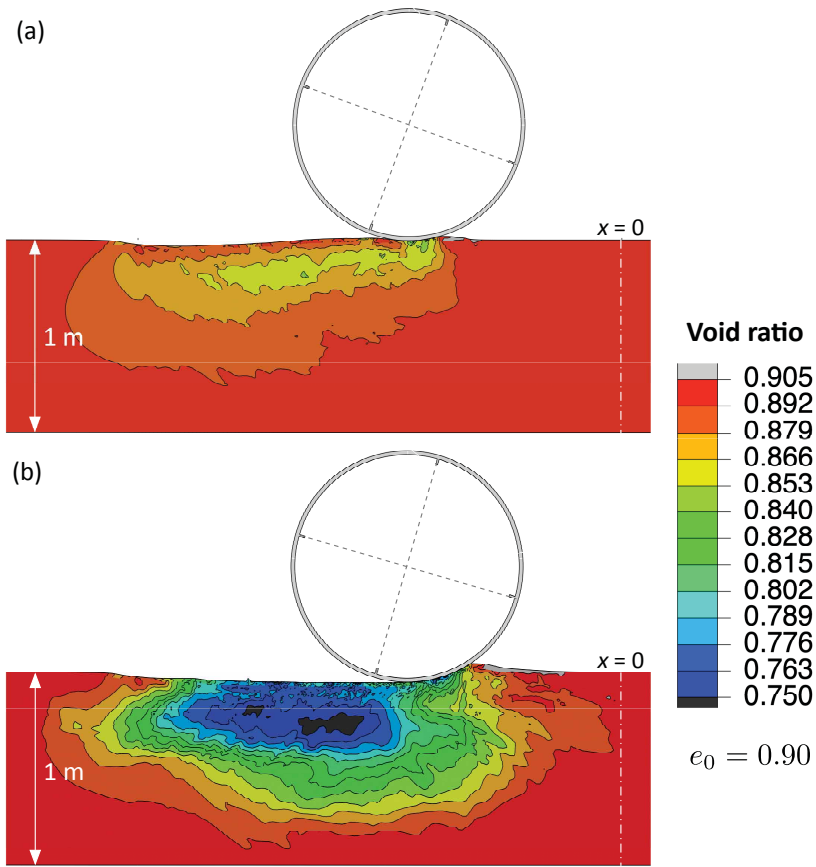 (a)
x = 0
1 m
Void ratio
0.905
0.892
0.879
0.866
0.853
0.840
0.828
0.815
0.802
0.789
0.776
0.763
0.750
e₀ = 0.90
(b)
x = 0
1 m